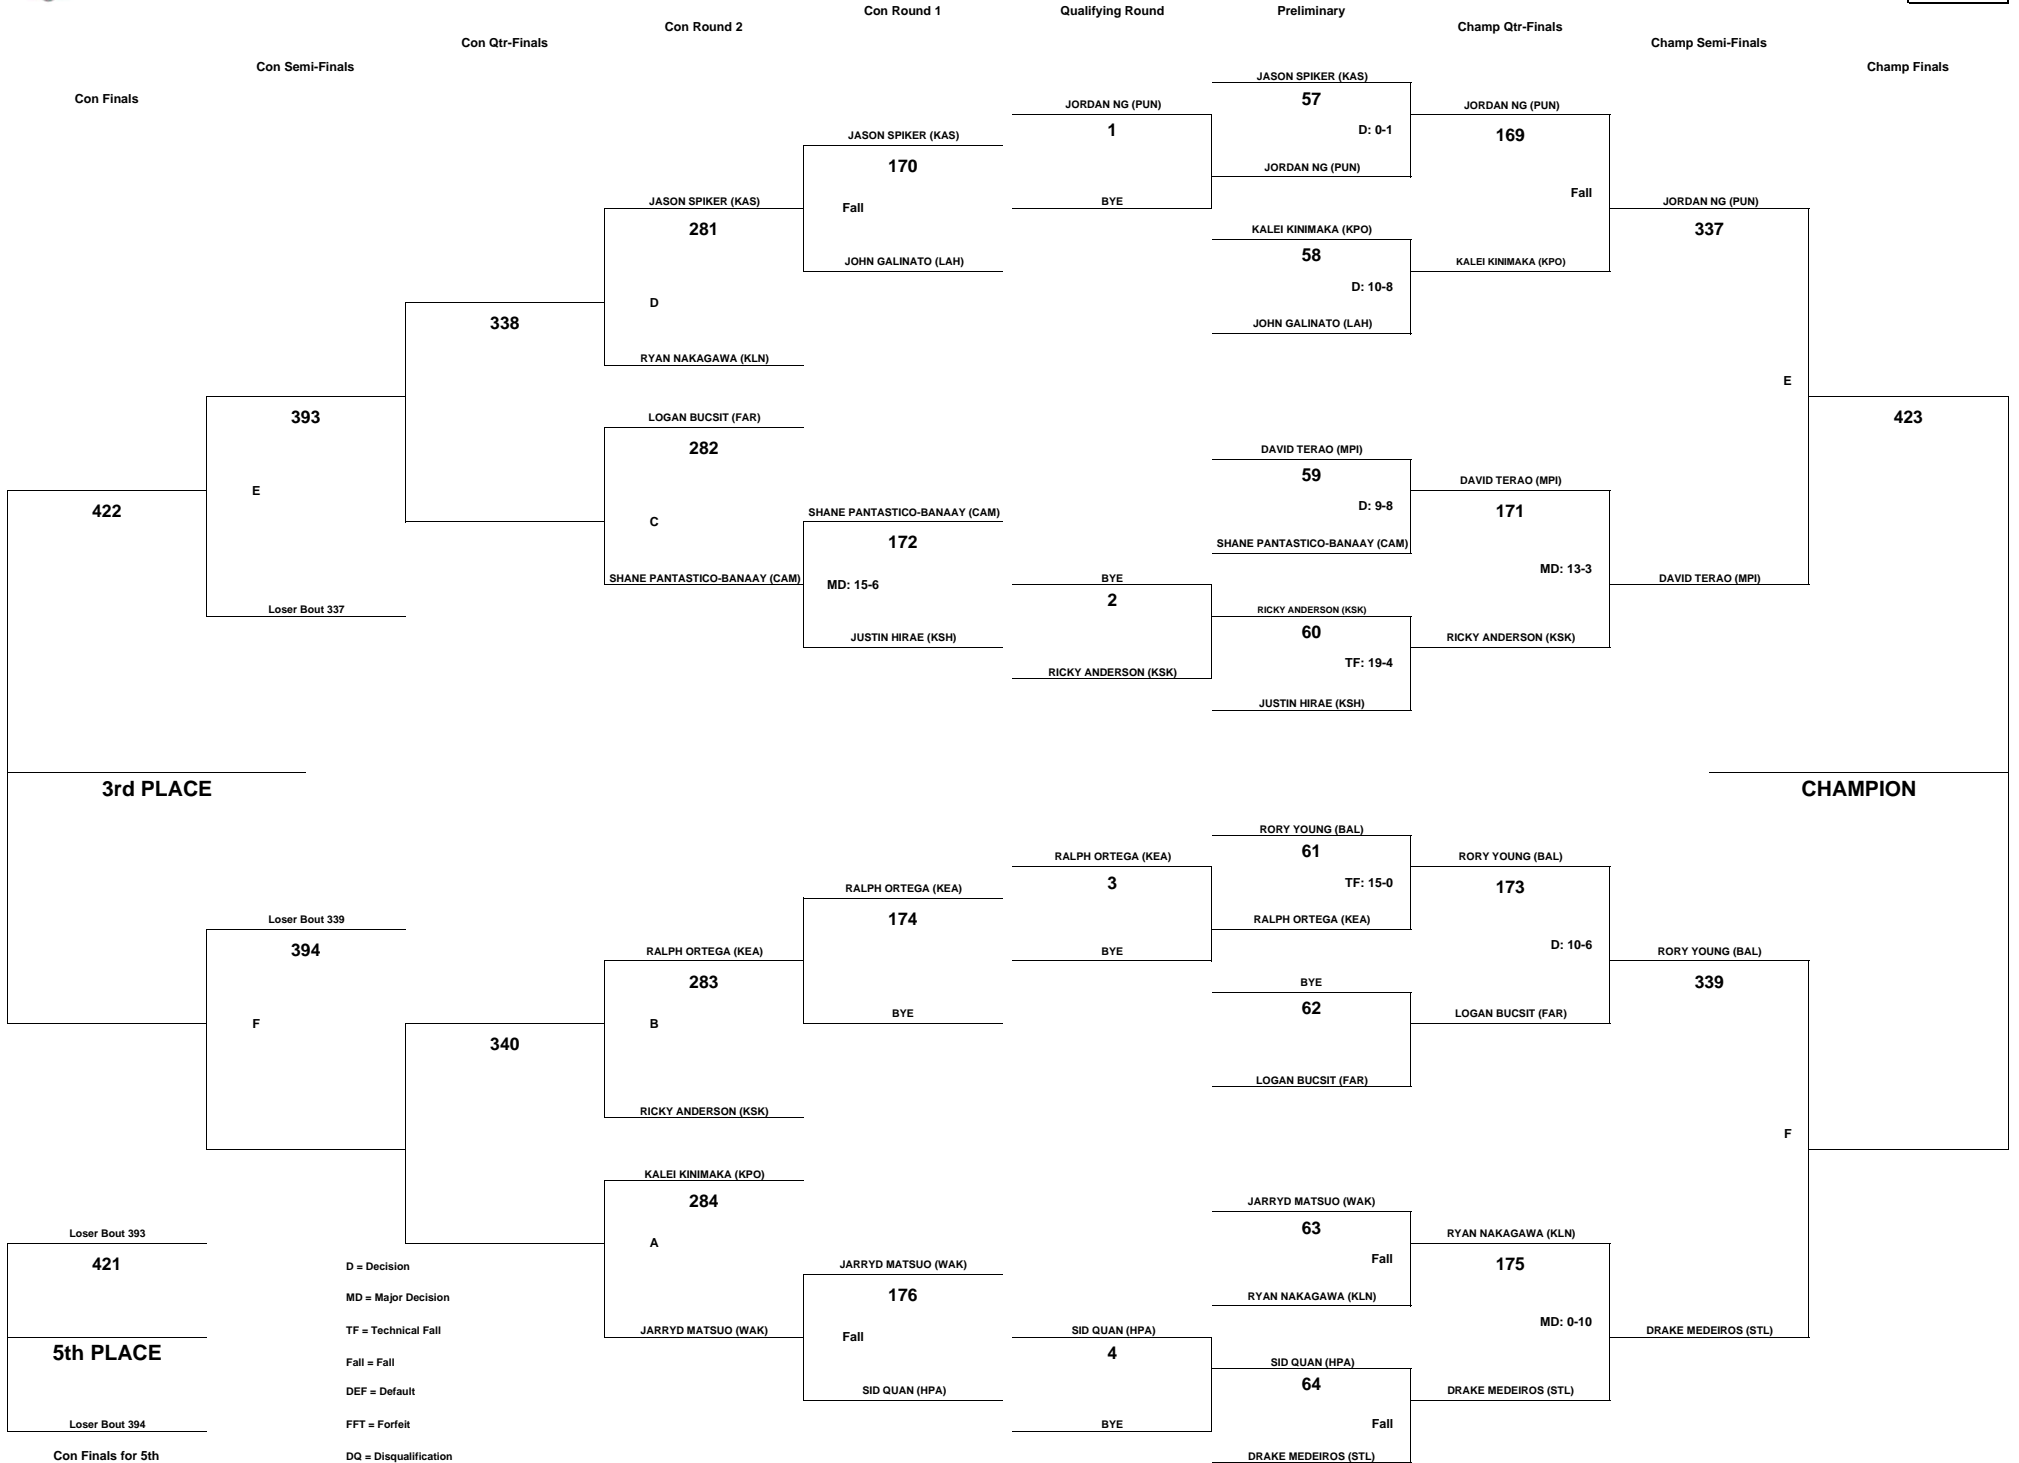 Con Round 1
Qualifying Round
Preliminary
Con Round 2
Champ Qtr-Finals
Con Qtr-Finals
Champ Semi-Finals
Con Semi-Finals
Champ Finals
Con Finals
JASON SPIKER (KAS)
57
D: 0-1
JORDAN NG (PUN)
JORDAN NG (PUN)
1
BYE
JORDAN NG (PUN)
169
Fall
KALEI KINIMAKA (KPO)
JASON SPIKER (KAS)
170
Fall
JOHN GALINATO (LAH)
JASON SPIKER (KAS)
281
D
RYAN NAKAGAWA (KLN)
KALEI KINIMAKA (KPO)
58
D: 10-8
JOHN GALINATO (LAH)
JORDAN NG (PUN)
337
E
DAVID TERAO (MPI)
338
393
E
Loser Bout 337
LOGAN BUCSIT (FAR)
282
C
SHANE PANTASTICO-BANAAY (CAM)
423
422
DAVID TERAO (MPI)
59
D: 9-8
SHANE PANTASTICO-BANAAY (CAM)
DAVID TERAO (MPI)
171
MD: 13-3
RICKY ANDERSON (KSK)
SHANE PANTASTICO-BANAAY (CAM)
172
MD: 15-6
JUSTIN HIRAE (KSH)
BYE
2
RICKY ANDERSON (KSK)
RICKY ANDERSON (KSK)
60
TF: 19-4
JUSTIN HIRAE (KSH)
3rd PLACE
CHAMPION
RORY YOUNG (BAL)
61
TF: 15-0
RALPH ORTEGA (KEA)
RALPH ORTEGA (KEA)
3
BYE
RORY YOUNG (BAL)
173
D: 10-6
LOGAN BUCSIT (FAR)
RALPH ORTEGA (KEA)
174
BYE
Loser Bout 339
394
F
RALPH ORTEGA (KEA)
283
B
RICKY ANDERSON (KSK)
BYE
62
LOGAN BUCSIT (FAR)
RORY YOUNG (BAL)
339
F
DRAKE MEDEIROS (STL)
340
KALEI KINIMAKA (KPO)
284
A
JARRYD MATSUO (WAK)
JARRYD MATSUO (WAK)
63
Fall
RYAN NAKAGAWA (KLN)
RYAN NAKAGAWA (KLN)
175
MD: 0-10
DRAKE MEDEIROS (STL)
JARRYD MATSUO (WAK)
176
Fall
SID QUAN (HPA)
SID QUAN (HPA)
4
BYE
SID QUAN (HPA)
64
Fall
DRAKE MEDEIROS (STL)
Loser Bout 393
421
5th PLACE
Loser Bout 394
Con Finals for 5th
D = Decision
MD = Major Decision
TF = Technical Fall
Fall = Fall
DEF = Default
FFT = Forfeit
DQ = Disqualification